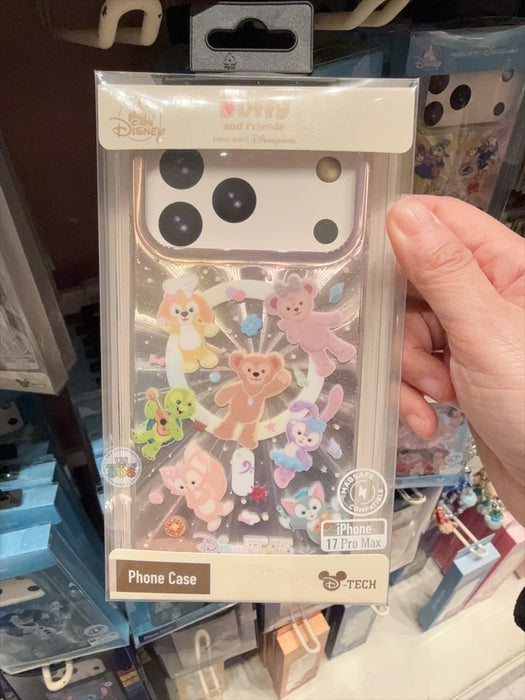 Disney
Duffy
and Friends
HONG KONG Disneyland
MAGSAFE
COMPATIBLE
iPhone
17 Pro Max
Phone Case
D-TECH